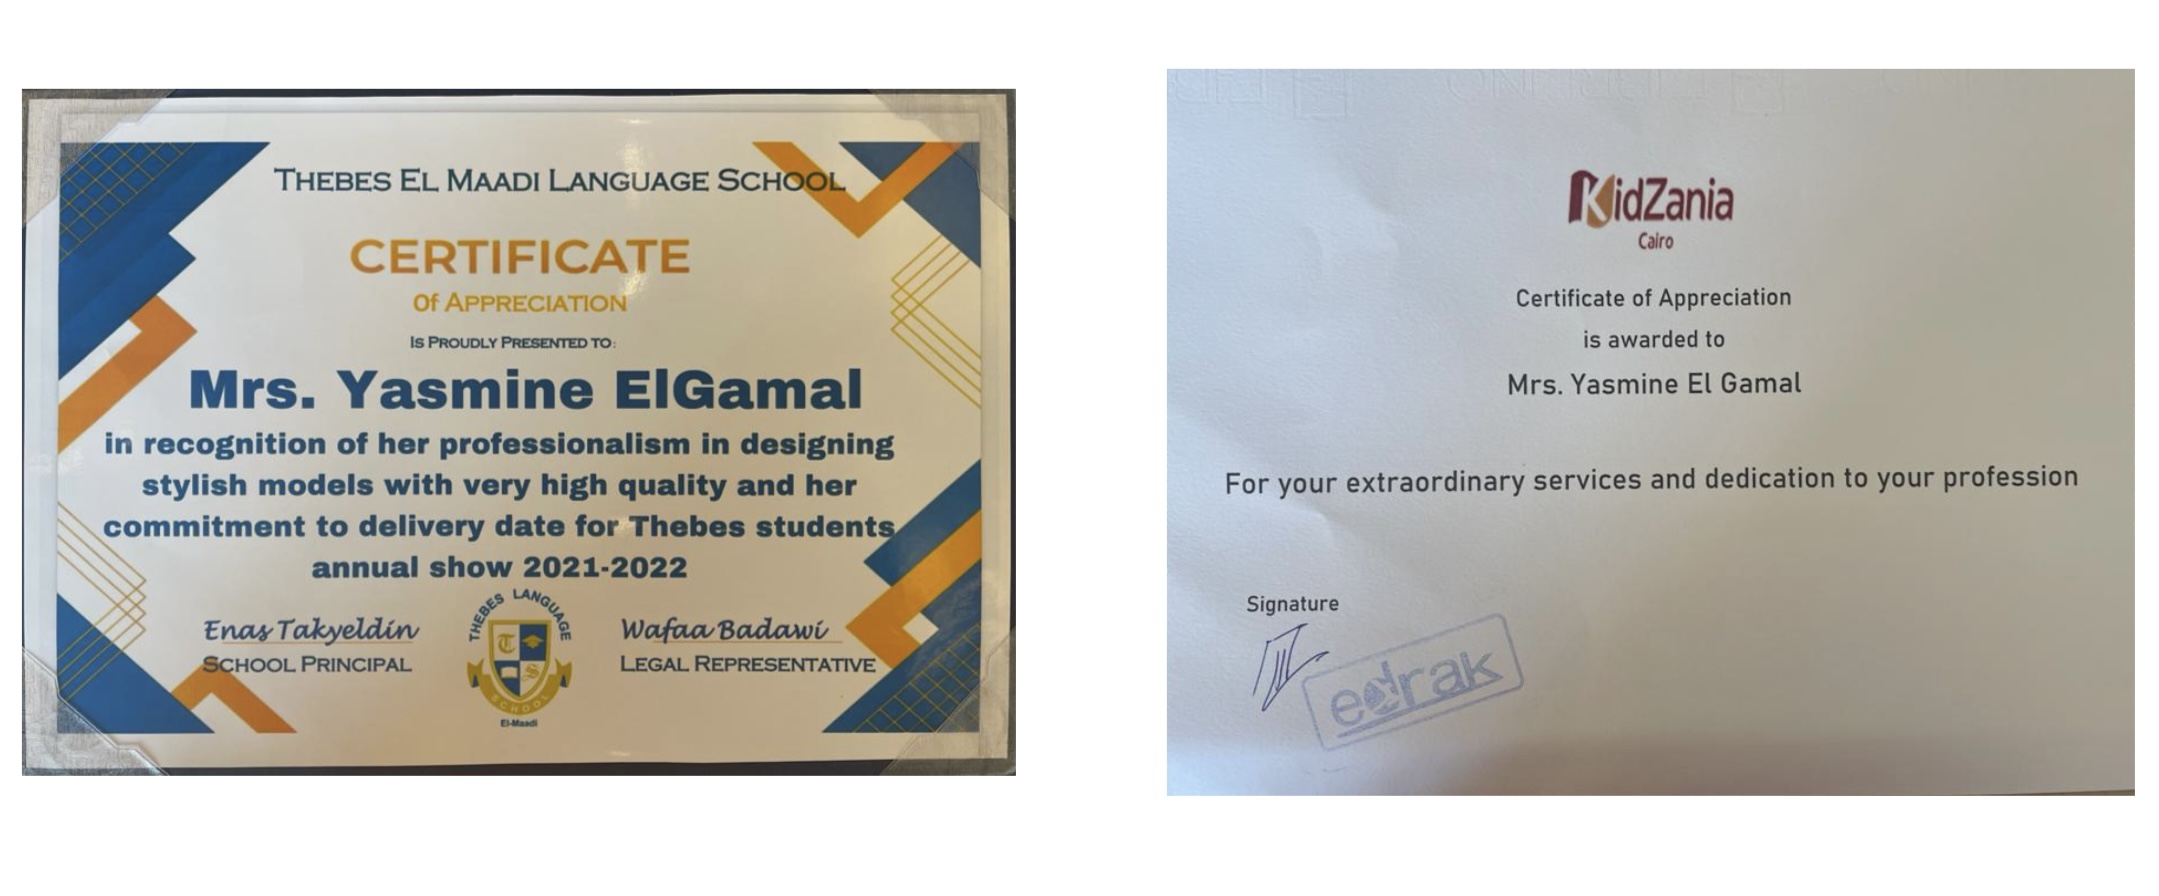 THEBES EL MAADI LANGUAGE SCHOOL
CERTIFICATE
Of APPRECIATION
IS PROUDLY PRESENTED TO:
Mrs. Yasmine ElGamal
in recognition of her professionalism in designing
stylish models with very high quality and her
commitment to delivery date for Thebes students
annual show 2021-2022
Enas Takyeldin
SCHOOL PRINCIPAL
THEBES LANGUAGE
T
S
SCHOOL
El-Maadi
Wafaa Badawi
LEGAL REPRESENTATIVE
KidZania
Cairo
Certificate of Appreciation
is awarded to
Mrs. Yasmine El Gamal
For your extraordinary services and dedication to your profession
Signature
edrak